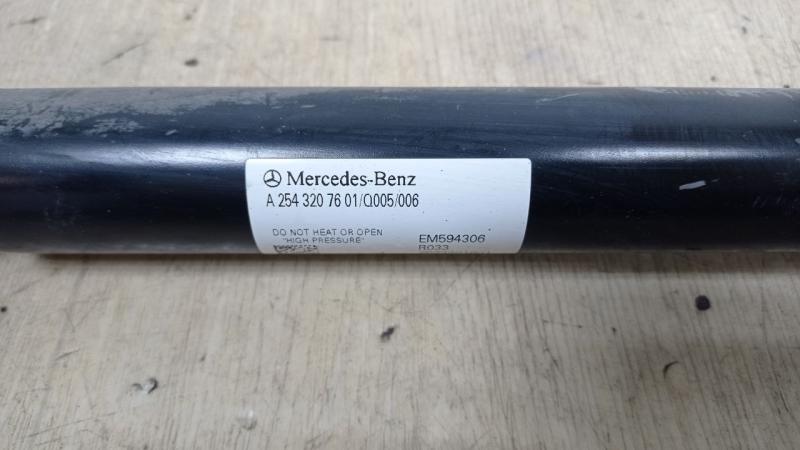 Mercedes-Benz
A 254 320 76 01/Q005/006
DO NOT HEAT OR OPEN
"HIGH PRESSURE"
EM594306
R033